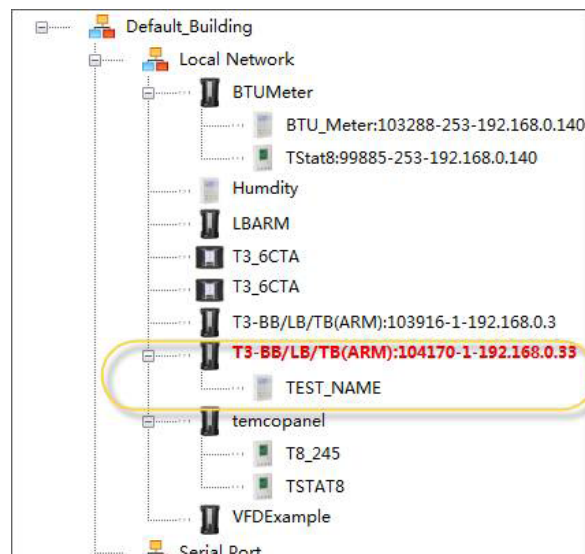 Default_Building
Local Network
BTUMeter
BTU_Meter:103288-253-192.168.0.140
TStat8:99885-253-192.168.0.140
Humdity
LBARM
T3_6CTA
T3_6CTA
T3-BB/LB/TB(ARM):103916-1-192.168.0.3
T3-BB/LB/TB(ARM):104170-1-192.168.0.33
TEST_NAME
temcopanel
T8_245
TSTAT8
VFDExample
Serial Port